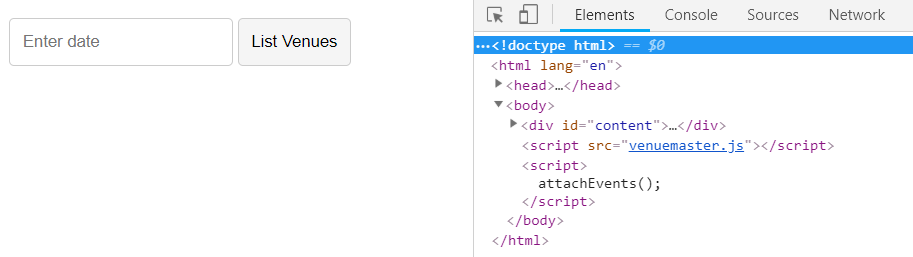 Enter date List Venues
Elements Console Sources Network
…<!doctype html> == $0
<html lang="en">
<head>…</head>
<body>
<div id="content">…</div>
<script src="venuemaster.js"></script>
<script>
attachEvents();
</script>
</body>
</html>